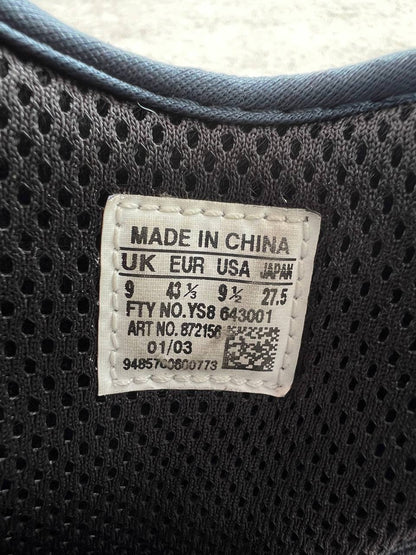 MADE IN CHINA
UK EUR USA JAPAN
9 43 ⅓ 9 ½ 27.5
FTY NO. YS8 643001
ART NO. 872156
01/03
9485700600773